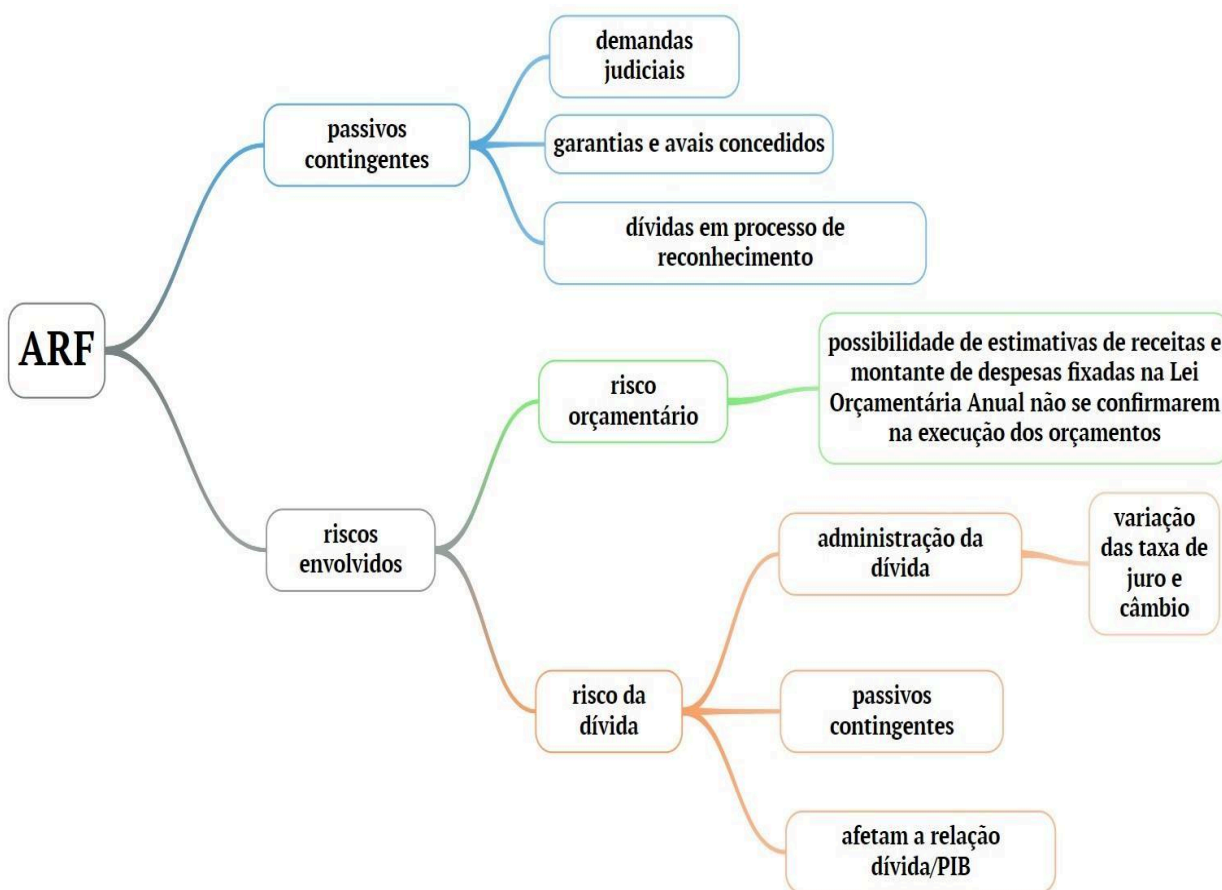 demandas
judiciais
passivos
contingentes
garantias e avais concedidos
dívidas em processo de
reconhecimento
ARF
possibilidade de estimativas de receitas e
montante de despesas fixadas na Lei
Orçamentária Anual não se confirmarem
na execução dos orçamentos
risco
orçamentário
riscos
envolvidos
administração da
dívida
variação
das taxa de
juro e
câmbio
risco da
dívida
passivos
contingentes
afetam a relação
dívida/PIB